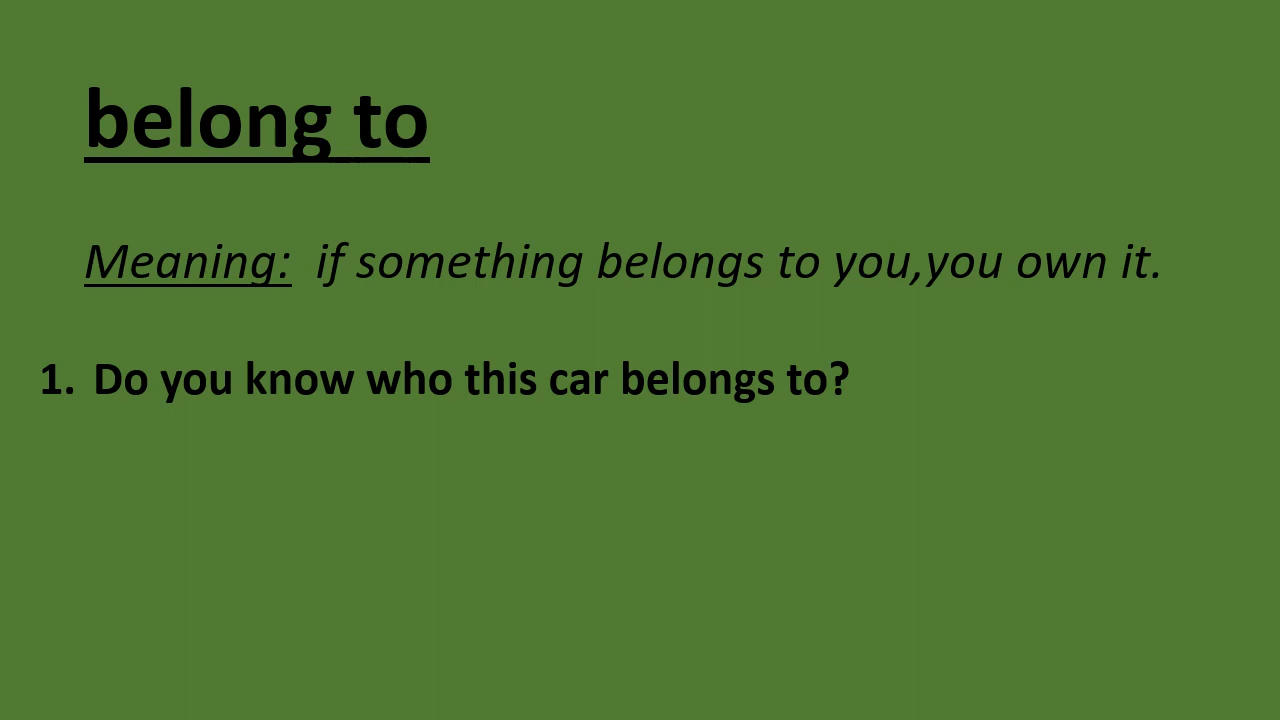 belong to
Meaning: if something belongs to you,you own it.
1. Do you know who this car belongs to?